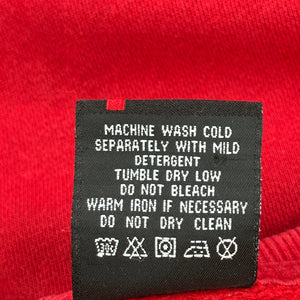 MACHINE WASH COLD
SEPARATELY WITH MILD
DETERGENT
TUMBLE DRY LOW
DO NOT BLEACH
WARM IRON IF NECESSARY
DO NOT DRY CLEAN